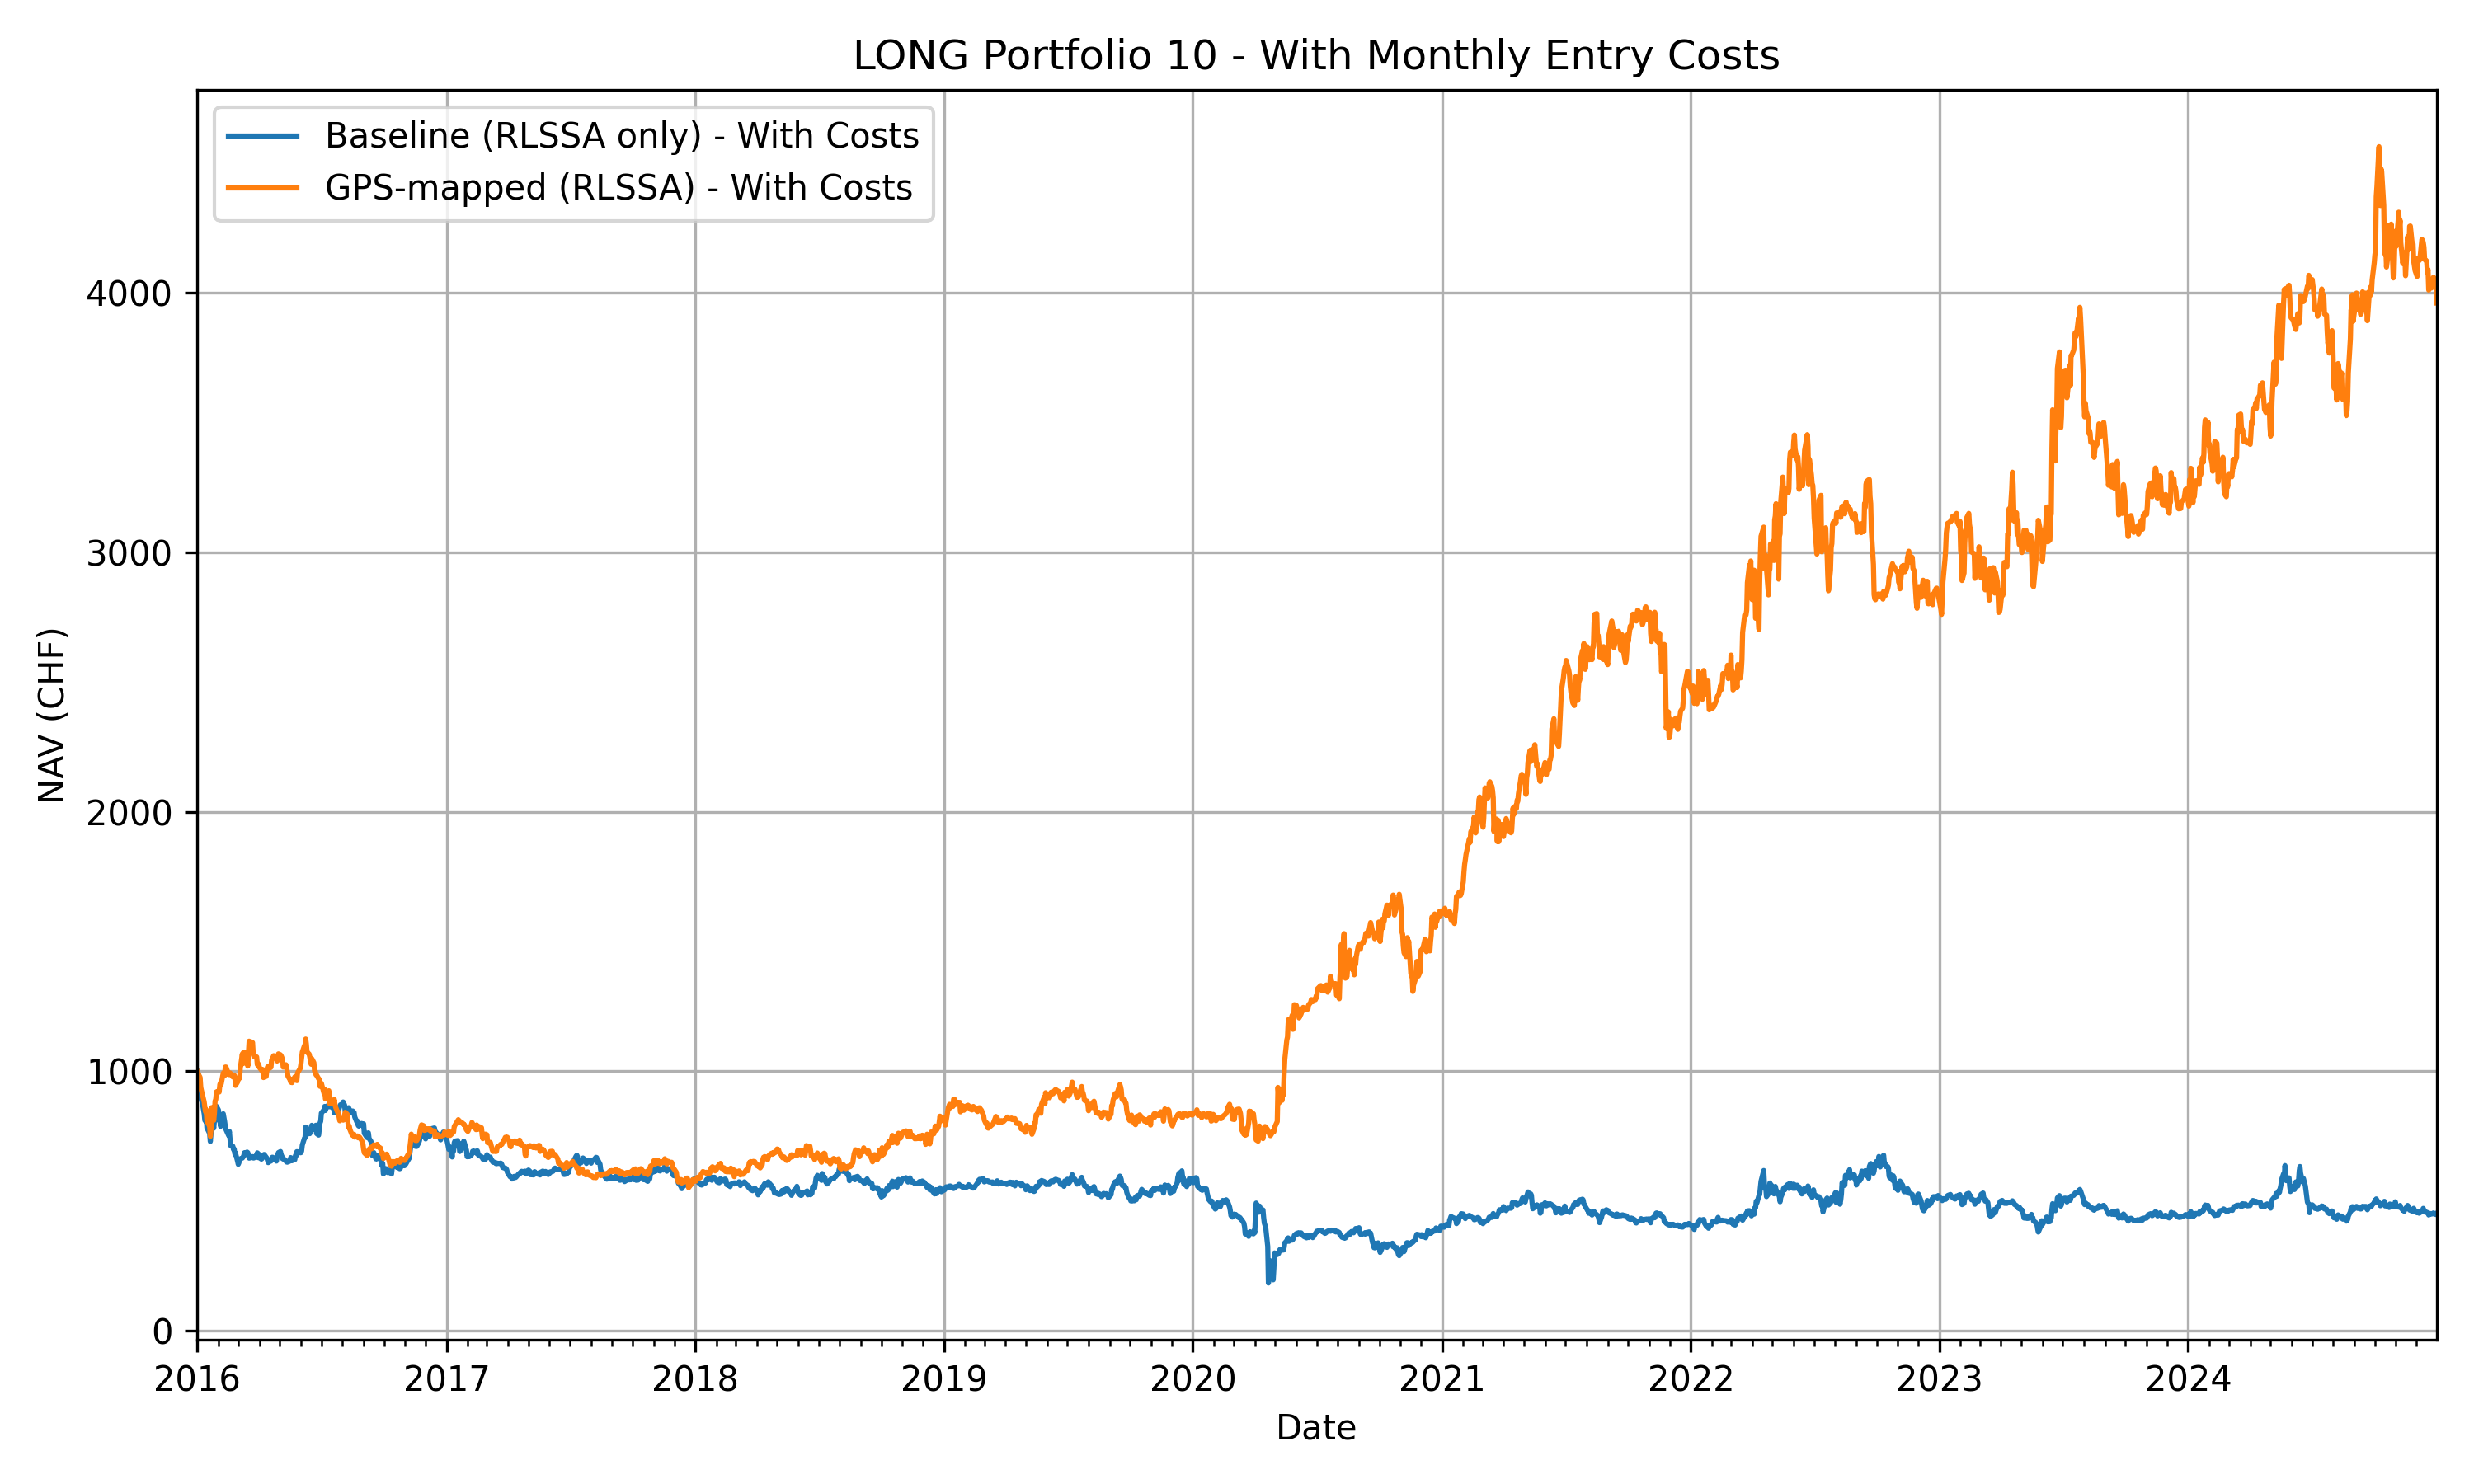 LONG Portfolio 10 - With Monthly Entry Costs
Baseline (RLSSA only) - With Costs
GPS-mapped (RLSSA) - With Costs
4000
3000
2000
1000
0
NAV (CHF)
2016
2017
2018
2019
2020
2021
2022
2023
2024
Date